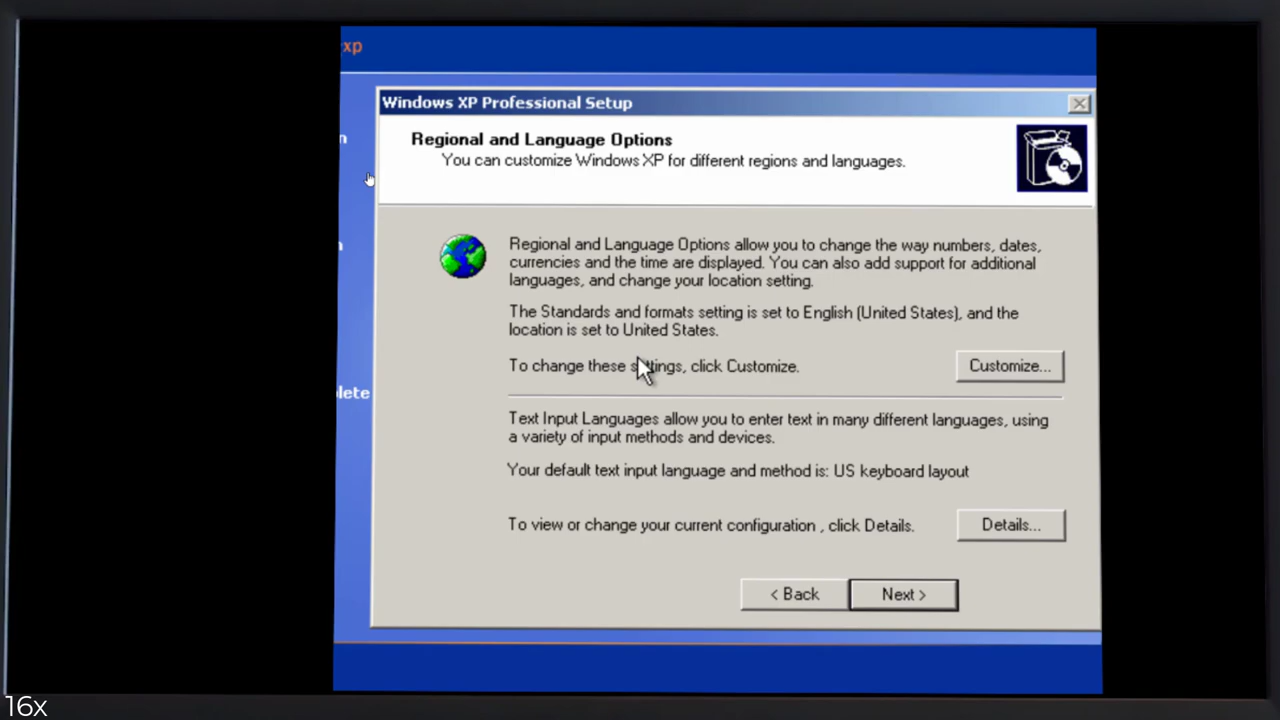 xp
Windows XP Professional Setup
Regional and Language Options
You can customize Windows XP for different regions and languages.
n
Regional and Language Options allow you to change the way numbers, dates,
currencies and the time are displayed. You can also add support for additional
languages, and change your location setting.
n
The Standards and formats setting is set to English (United States), and the
location is set to United States.
To change these settings, click Customize.
Customize...
lete
Text Input Languages allow you to enter text in many different languages, using
a variety of input methods and devices.
Your default text input language and method is: US keyboard layout
To view or change your current configuration , click Details.
Details...
< Back
Next >
16x